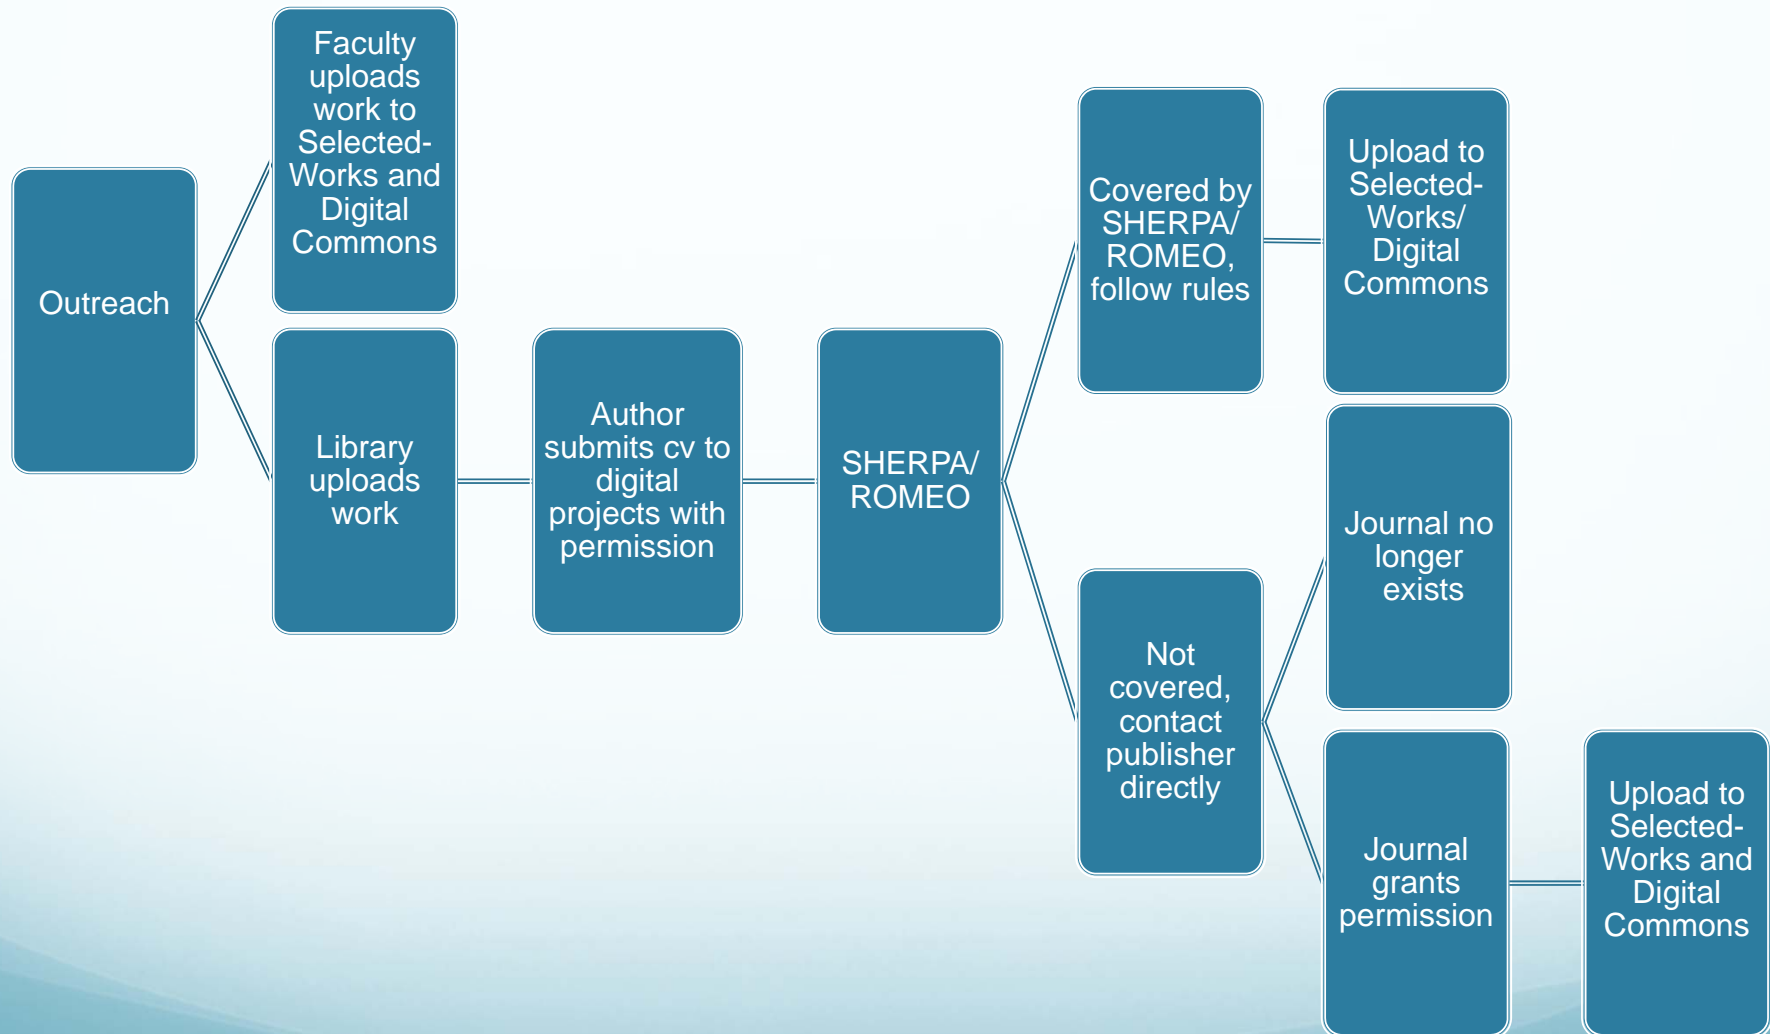 Outreach
Faculty
uploads
work to
Selected-
Works and
Digital
Commons
Library
uploads
work
Author
submits cv to
digital
projects with
permission
SHERPA/
ROMEO
Covered by
SHERPA/
ROMEO,
follow rules
Upload to
Selected-
Works/
Digital
Commons
Not
covered,
contact
publisher
directly
Journal no
longer
exists
Journal
grants
permission
Upload to
Selected-
Works and
Digital
Commons